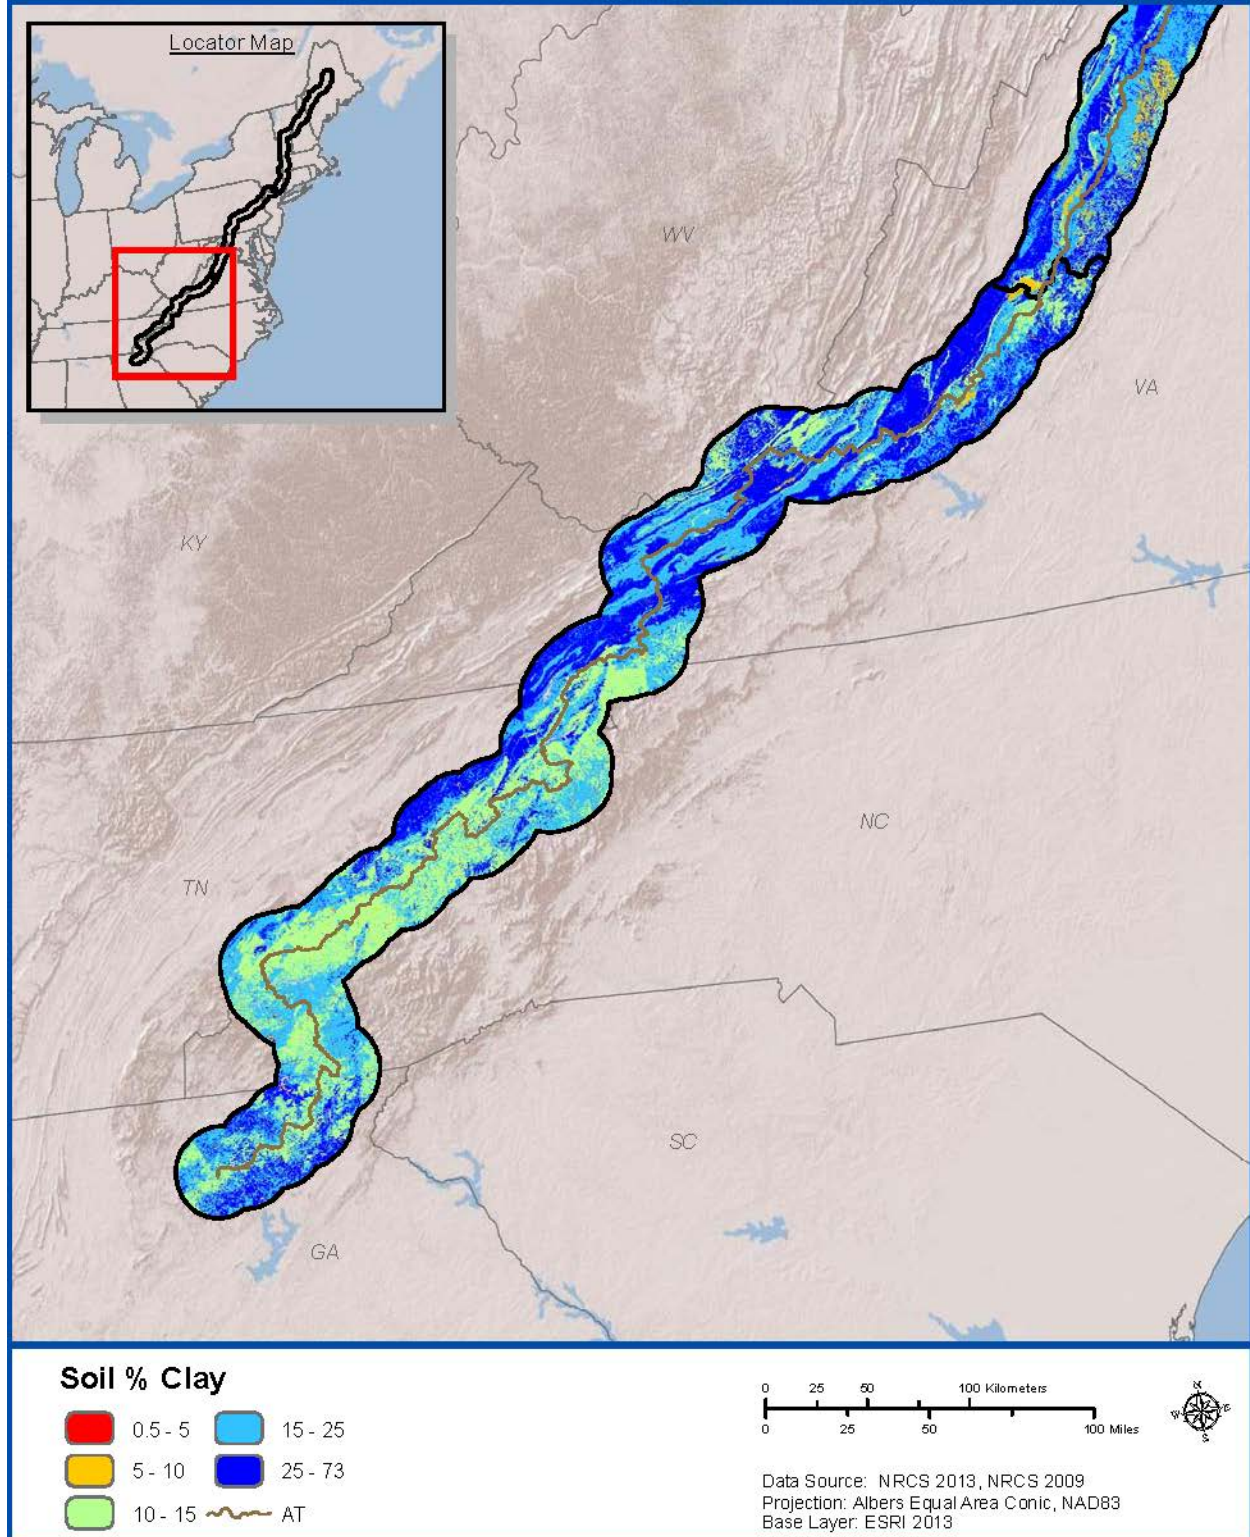 Locator Map
WV
VA
KY
NC
TN
SC
GA
Soil % Clay
0.5 - 5
15 - 25
5 - 10
25 - 73
10 - 15
AT
0 25 50 100 Kilometers
0 25 50 100 Miles
N
W E
S
Data Source: NRCS 2013, NRCS 2009
Projection: Albers Equal Area Conic, NAD83
Base Layer: ESRI 2013